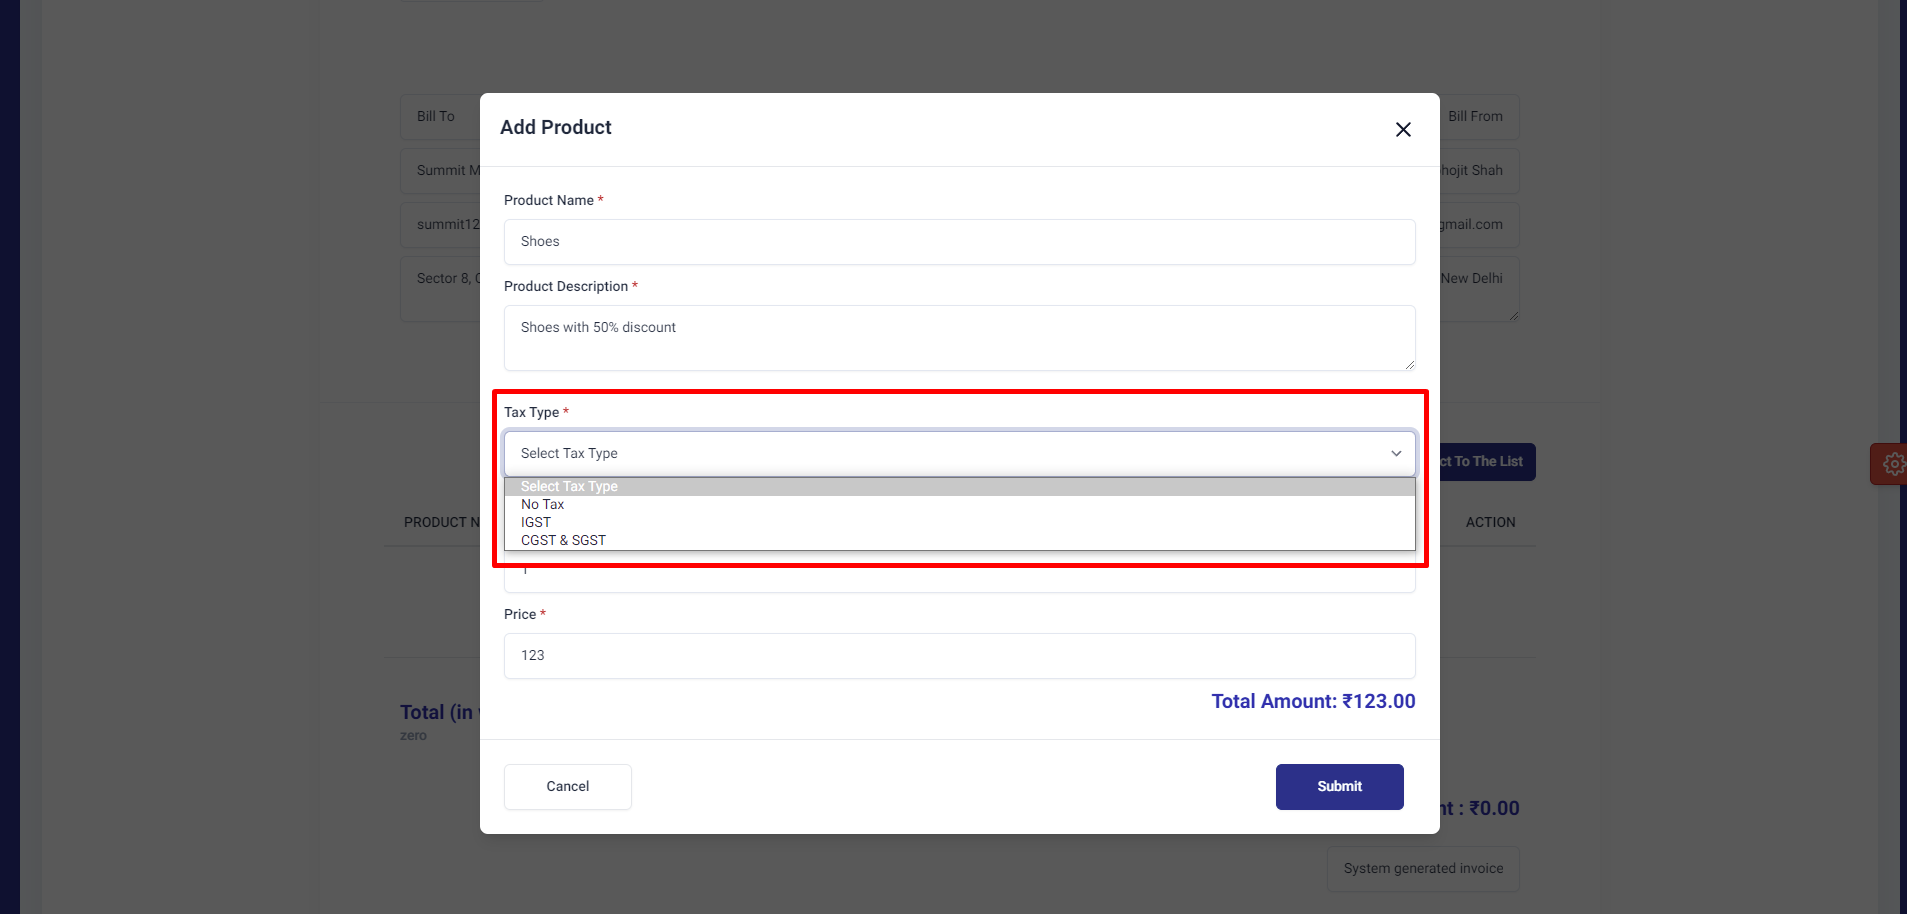 Bill To
Bill From
Summit M
hojit Shah
summit12
gmail.com
Sector 8,
New Delhi
Add Product
Product Name *
Shoes
Product Description *
Shoes with 50% discount
Tax Type *
Select Tax Type
Select Tax Type
No Tax
IGST
CGST & SGST
Price *
123
Total Amount: ₹123.00
Cancel
Submit
ct To The List
PRODUCT N
ACTION
Total (in
zero
nt : ₹0.00
System generated invoice